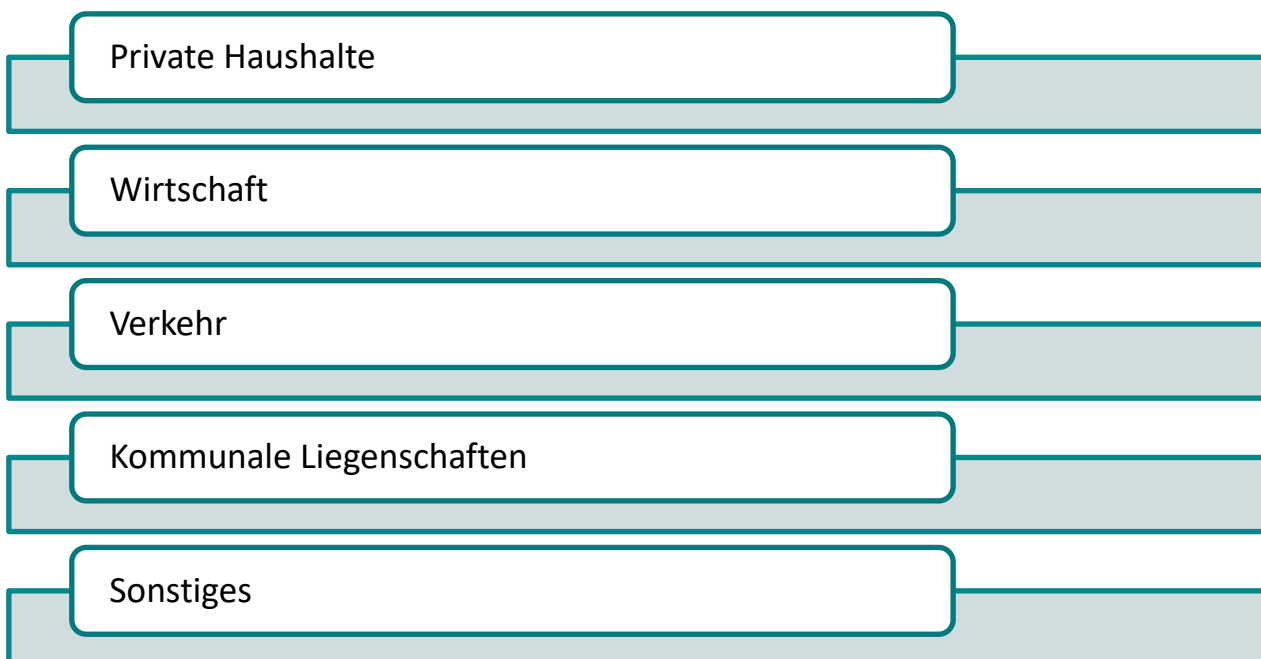 Private Haushalte
Wirtschaft
Verkehr
Kommunale Liegenschaften
Sonstiges